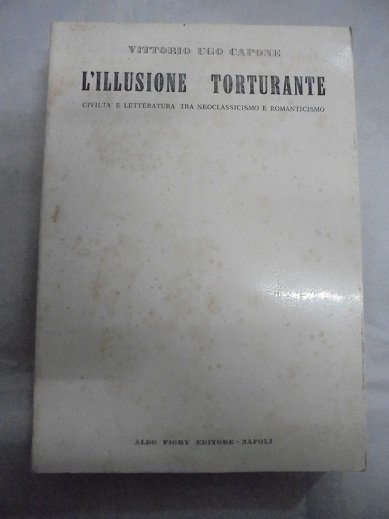 VITTORIO UGO CAPONE
L'ILLUSIONE TORTURANTE
CIVILTA' E LETTERATURA TRA NEOCLASSICISMO E ROMANTICISMO
ALDO FIORY EDITORE - NAPOLI